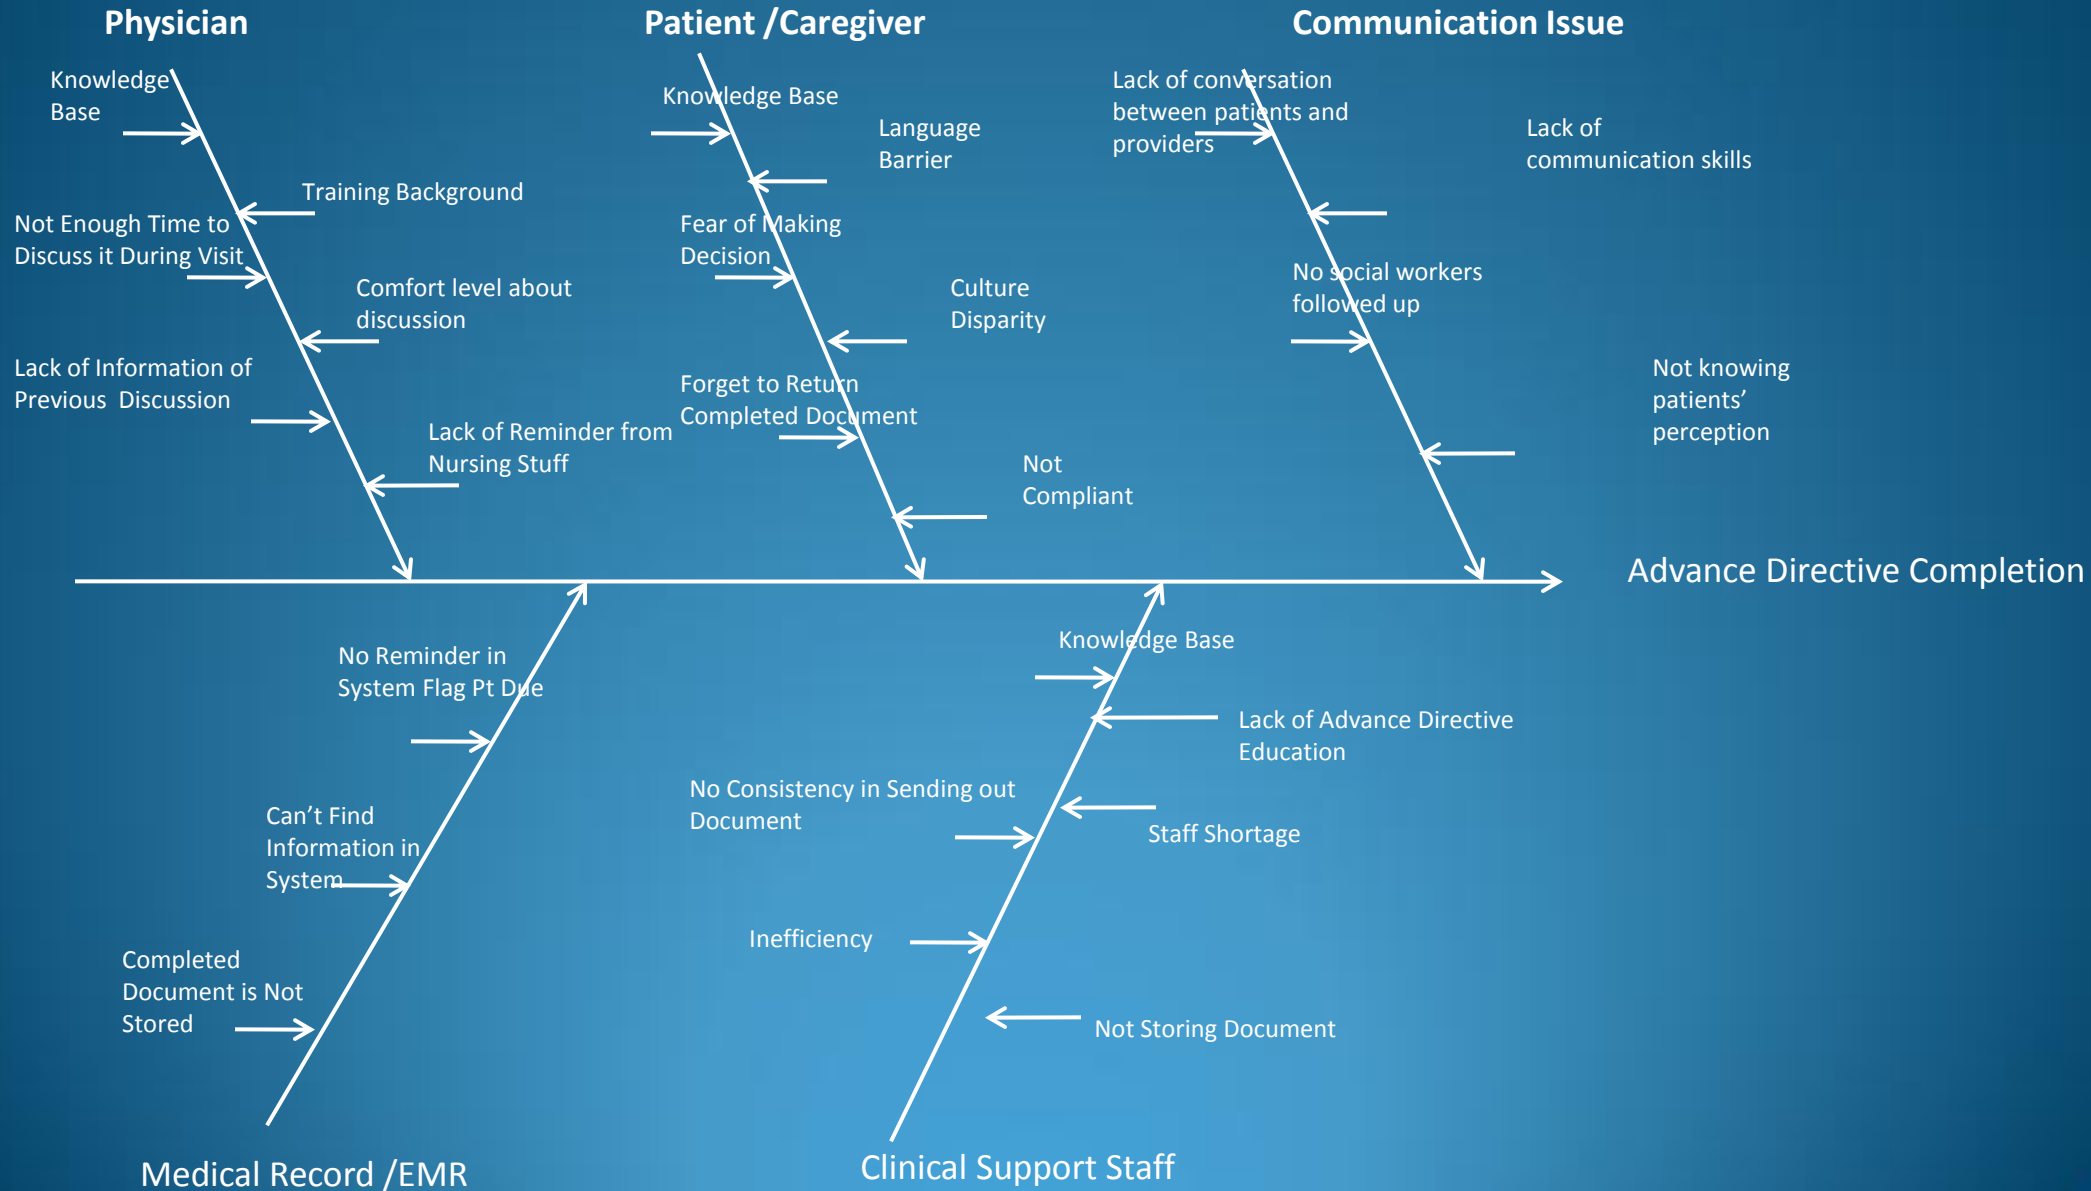 Physician
Knowledge
Base
Training Background
Not Enough Time to
Discuss it During Visit
Comfort level about
discussion
Lack of Information of
Previous Discussion
Lack of Reminder from
Nursing Stuff
Patient /Caregiver
Knowledge Base
Language
Barrier
Fear of Making
Decision
Culture
Disparity
Forget to Return
Completed Document
Not
Compliant
Communication Issue
Lack of conversation
between patients and
providers
Lack of
communication skills
No social workers
followed up
Not knowing
patients’
perception
Advance Directive Completion
No Reminder in
System Flag Pt Due
Can’t Find
Information in
System
Completed
Document is Not
Stored
Medical Record /EMR
Knowledge Base
Lack of Advance Directive
Education
No Consistency in Sending out
Document
Staff Shortage
Inefficiency
Not Storing Document
Clinical Support Staff